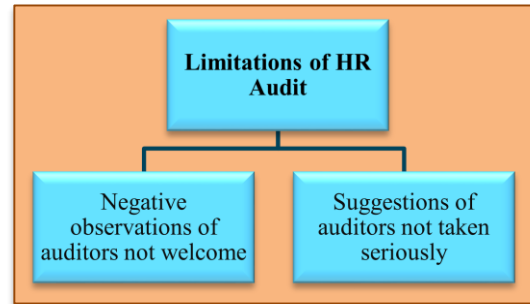 Limitations of HR
Audit
Negative
observations of
auditors not welcome
Suggestions of
auditors not taken
seriously